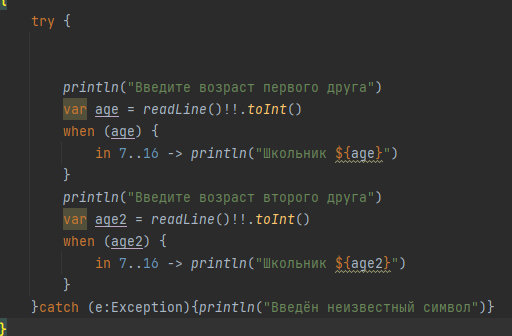 {
try {
println("Введите возраст первого друга")
var age = readLine()!!.toInt()
when (age) {
in 7..16 -> println("Школьник ${age}")
}
println("Введите возраст второго друга")
var age2 = readLine()!!.toInt()
when (age2) {
in 7..16 -> println("Школьник ${age2}")
}
}catch (e:Exception){println("Введён неизвестный символ")}
}